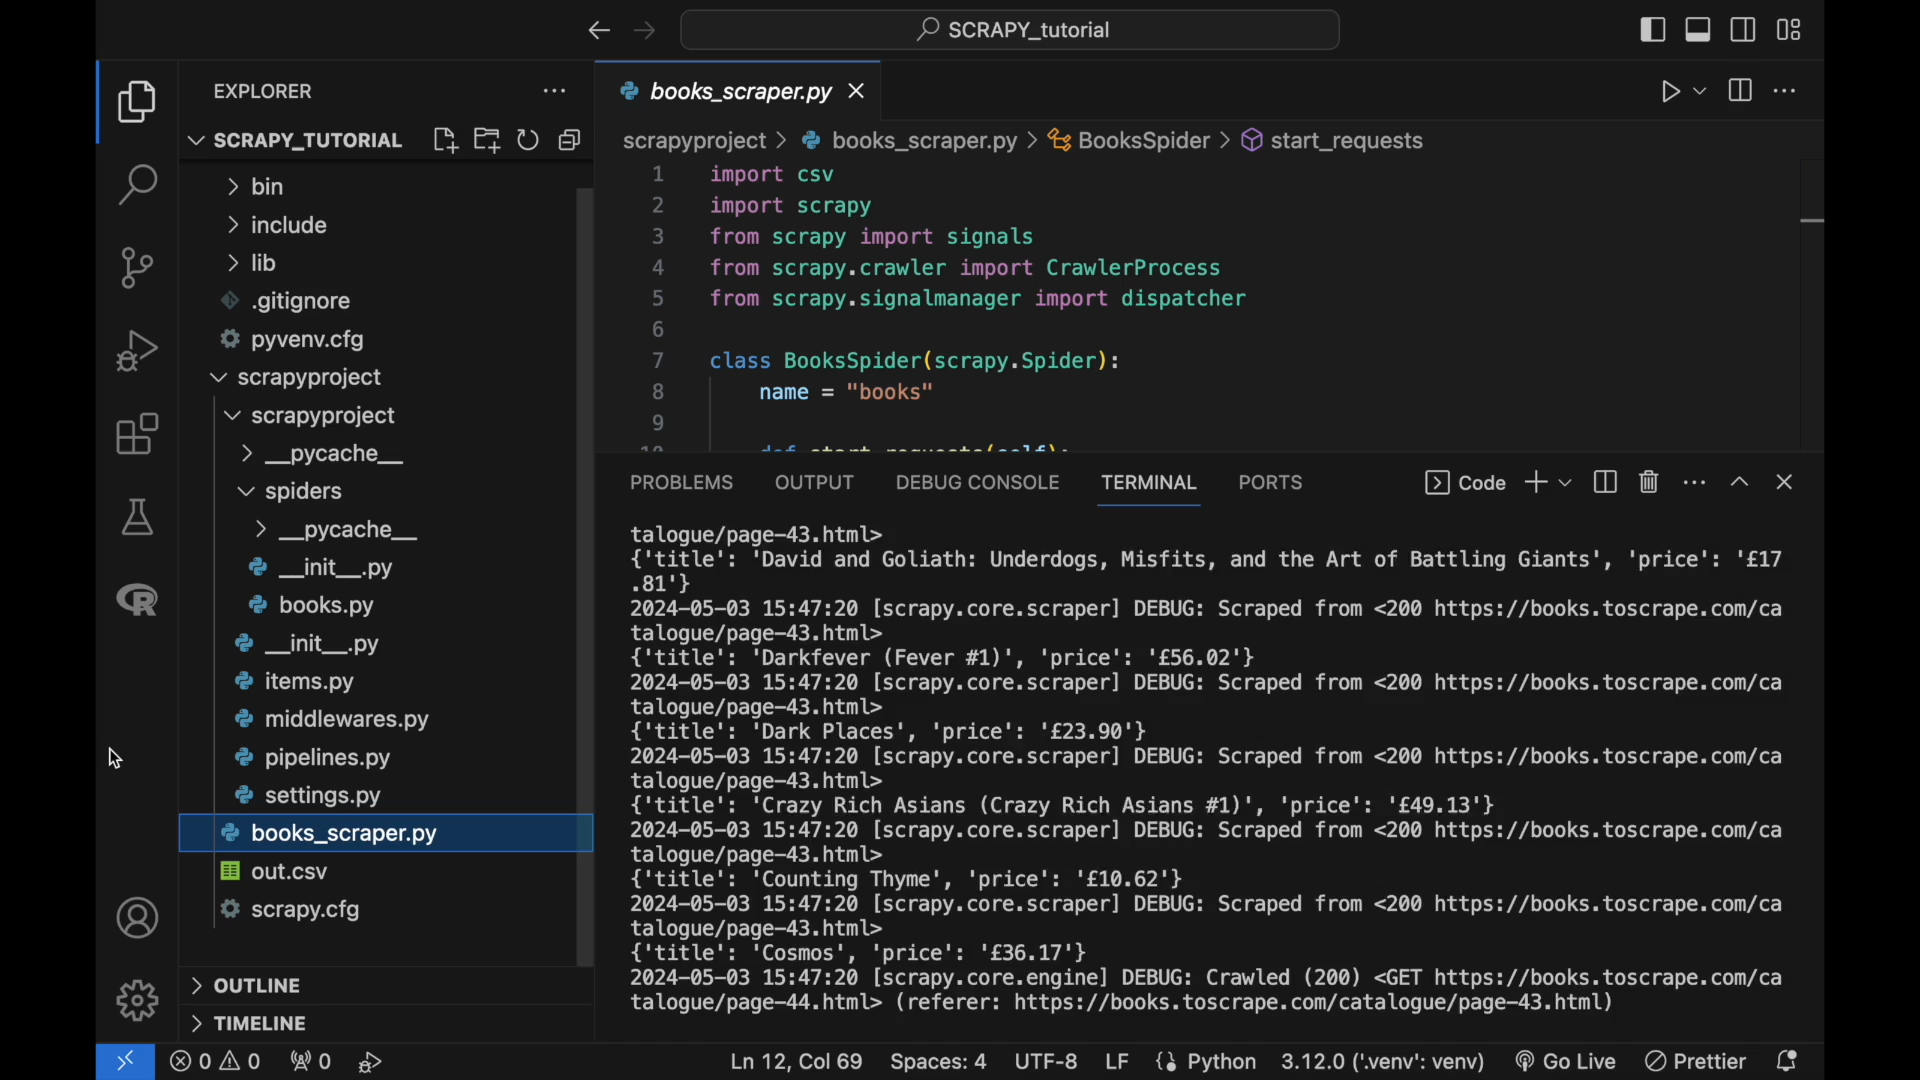 SCRAPY_tutorial
EXPLORER
SCRAPY_TUTORIAL
bin
include
lib
.gitignore
pyvenv.cfg
scrapyproject
scrapyproject
__pycache__
spiders
__pycache__
__init__.py
books.py
__init__.py
items.py
middlewares.py
pipelines.py
settings.py
books_scraper.py
out.csv
scrapy.cfg
OUTLINE
TIMELINE
books_scraper.py
scrapyproject > books_scraper.py > BooksSpider > start_requests
1 import csv
2 import scrapy
3 from scrapy import signals
4 from scrapy.crawler import CrawlerProcess
5 from scrapy.signalmanager import dispatcher
6
7 class BooksSpider(scrapy.Spider):
8 name = "books"
9
10 def start_requests(self):
PROBLEMS OUTPUT DEBUG CONSOLE TERMINAL PORTS Code
talogue/page-43.html>
{'title': 'David and Goliath: Underdogs, Misfits, and the Art of Battling Giants', 'price': '£17
.81'}
2024-05-03 15:47:20 [scrapy.core.scraper] DEBUG: Scraped from <200 https://books.toscrape.com/ca
talogue/page-43.html>
{'title': 'Darkfever (Fever #1)', 'price': '£56.02'}
2024-05-03 15:47:20 [scrapy.core.scraper] DEBUG: Scraped from <200 https://books.toscrape.com/ca
talogue/page-43.html>
{'title': 'Dark Places', 'price': '£23.90'}
2024-05-03 15:47:20 [scrapy.core.scraper] DEBUG: Scraped from <200 https://books.toscrape.com/ca
talogue/page-43.html>
{'title': 'Crazy Rich Asians (Crazy Rich Asians #1)', 'price': '£49.13'}
2024-05-03 15:47:20 [scrapy.core.scraper] DEBUG: Scraped from <200 https://books.toscrape.com/ca
talogue/page-43.html>
{'title': 'Counting Thyme', 'price': '£10.62'}
2024-05-03 15:47:20 [scrapy.core.scraper] DEBUG: Scraped from <200 https://books.toscrape.com/ca
talogue/page-43.html>
{'title': 'Cosmos', 'price': '£36.17'}
2024-05-03 15:47:20 [scrapy.core.engine] DEBUG: Crawled (200) <GET https://books.toscrape.com/ca
talogue/page-44.html> (referer: https://books.toscrape.com/catalogue/page-43.html)
0 0 0 Ln 12, Col 69 Spaces: 4 UTF-8 LF Python 3.12.0 ('.venv': venv) Go Live Prettier